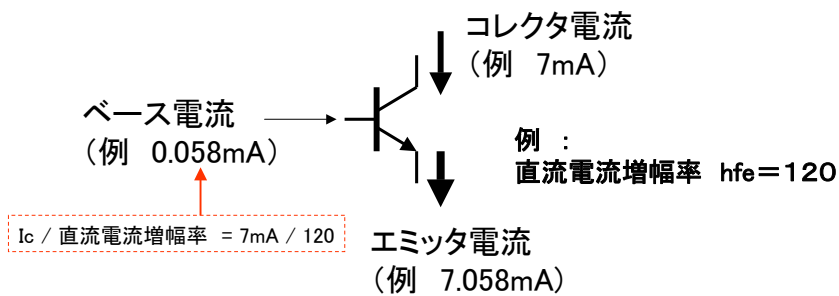 コレクタ電流
（例　7mA）
ベース電流
（例　0.058mA）
例　：
直流電流増幅率　hfe＝１２０
Ic / 直流電流増幅率 = 7mA / 120
エミッタ電流
（例　7.058mA）